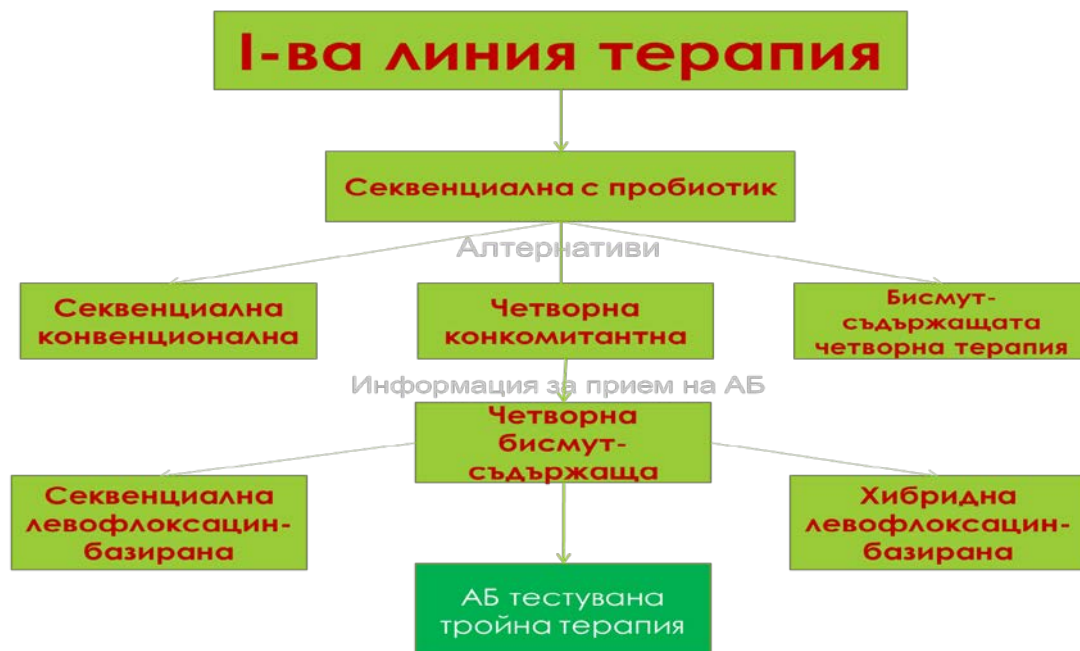 I-ва линия терапия
Секвенциална с пробиотик
Алтернативи
Секвенциална
конвенционална
Четворна
конкомитантна
Бисмут-
съдържащата
четворна терапия
Информация за прием на АБ
Четворна
бисмут-
съдържаща
Секвенциална
левофлоксацин-
базирана
Хибридна
левофлоксацин-
базирана
АБ тестувана
тройна терапия